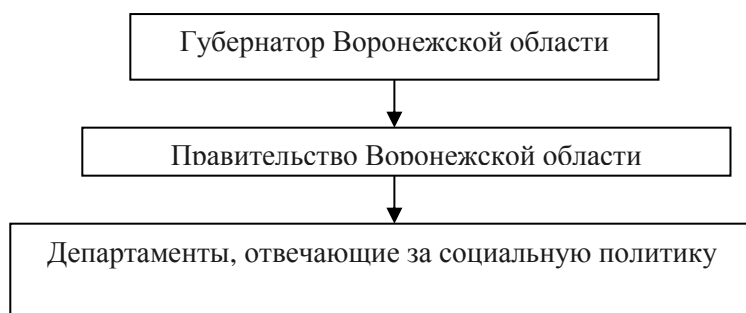 Губернатор Воронежской области
Правительство Воронежской области
Департаменты, отвечающие за социальную политику